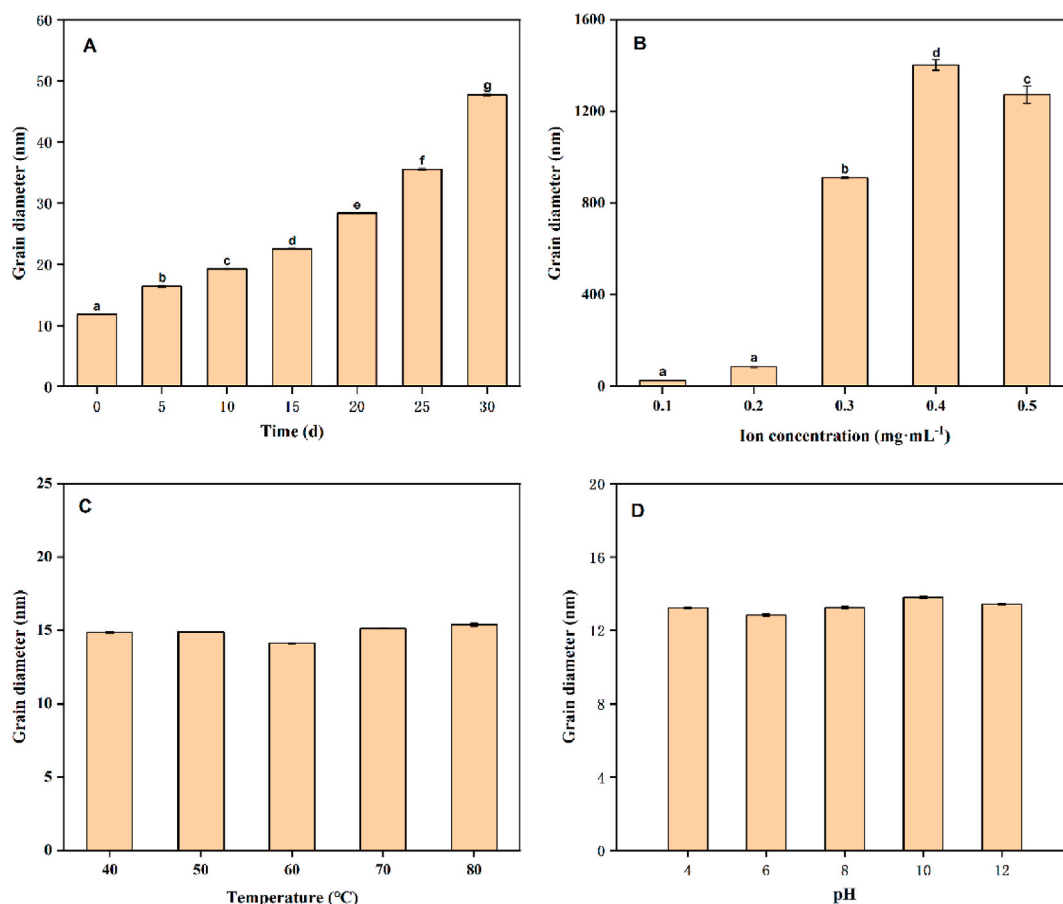 A
Grain diameter (nm)
60
50
40
30
20
10
0
a
b
c
d
e
f
g
0 5 10 15 20 25 30
Time (d)
B
Grain diameter (nm)
1600
1200
800
400
0
a
a
b
d
c
0.1 0.2 0.3 0.4 0.5
Ion concentration (mg·mL⁻¹)
C
Grain diameter (nm)
25
20
15
10
5
0
40 50 60 70 80
Temperature (°C)
D
Grain diameter (nm)
20
16
12
8
4
0
4 6 8 10 12
pH